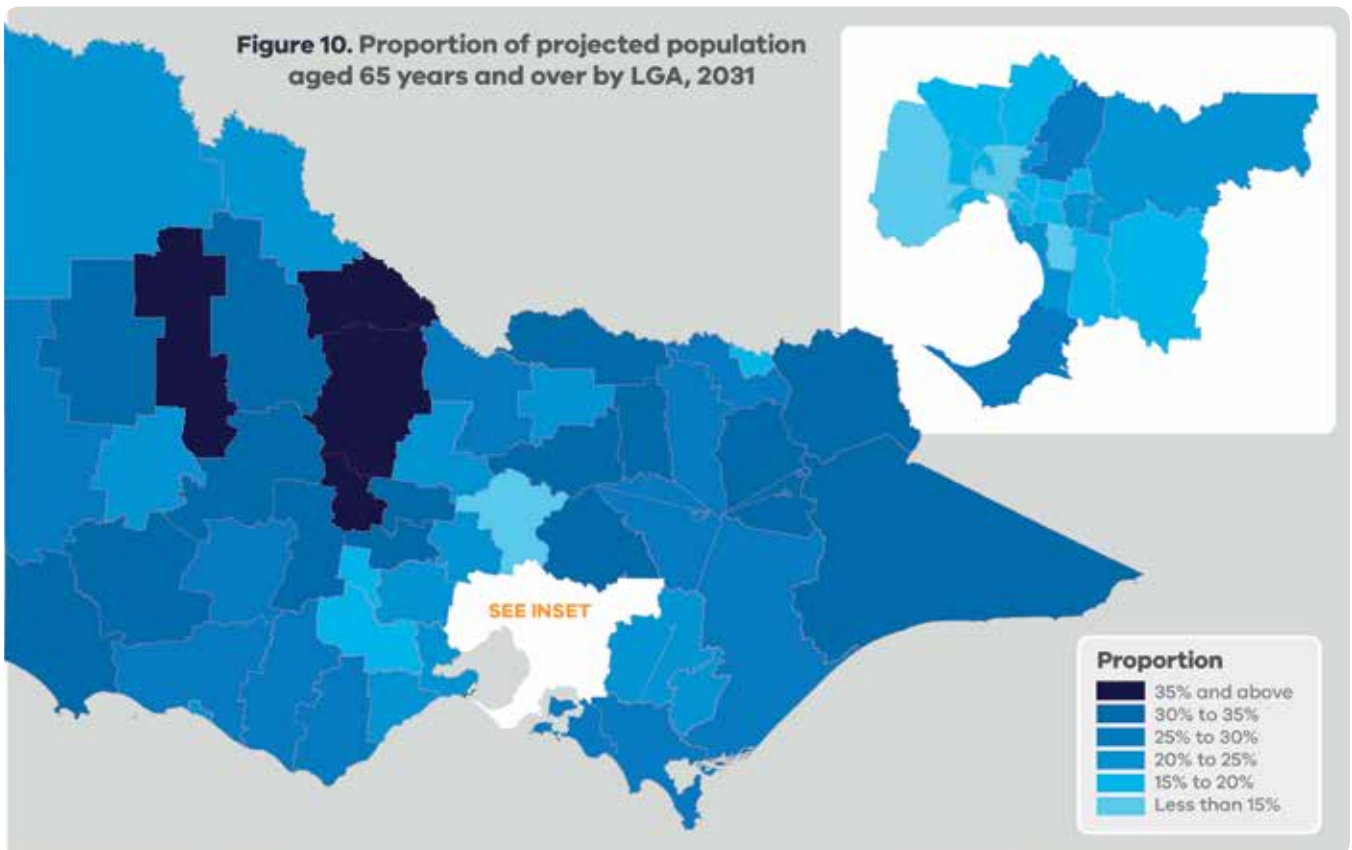 Figure 10. Proportion of projected population
aged 65 years and over by LGA, 2031
SEE INSET
Proportion
35% and above
30% to 35%
25% to 30%
20% to 25%
15% to 20%
Less than 15%